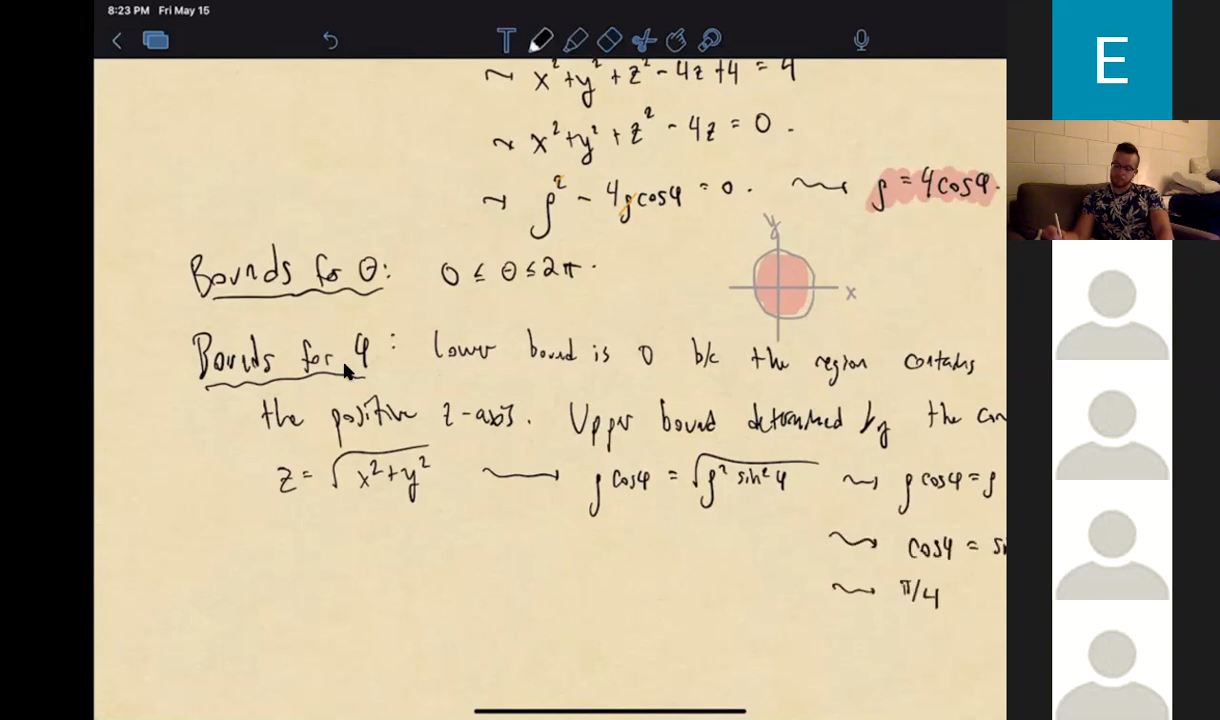 8:23 PM Fri May 15
T
E
~ x² + y² + z² - 4z + 4 = 4
~ x² + y² + z² - 4z = 0.
~ ρ² - 4ρcosφ = 0. ~ ρ = 4cosφ.
y
x
Bounds for θ: 0 ≤ θ ≤ 2π.
Bounds for φ: lower bound is 0 b/c the region contains
the positive z-axis. Upper bound determined by the
z = √(x² + y²) ~ ρcosφ = √(ρ² sin²φ) ~ ρcosφ = ρ
~ cosφ =
~ π/4